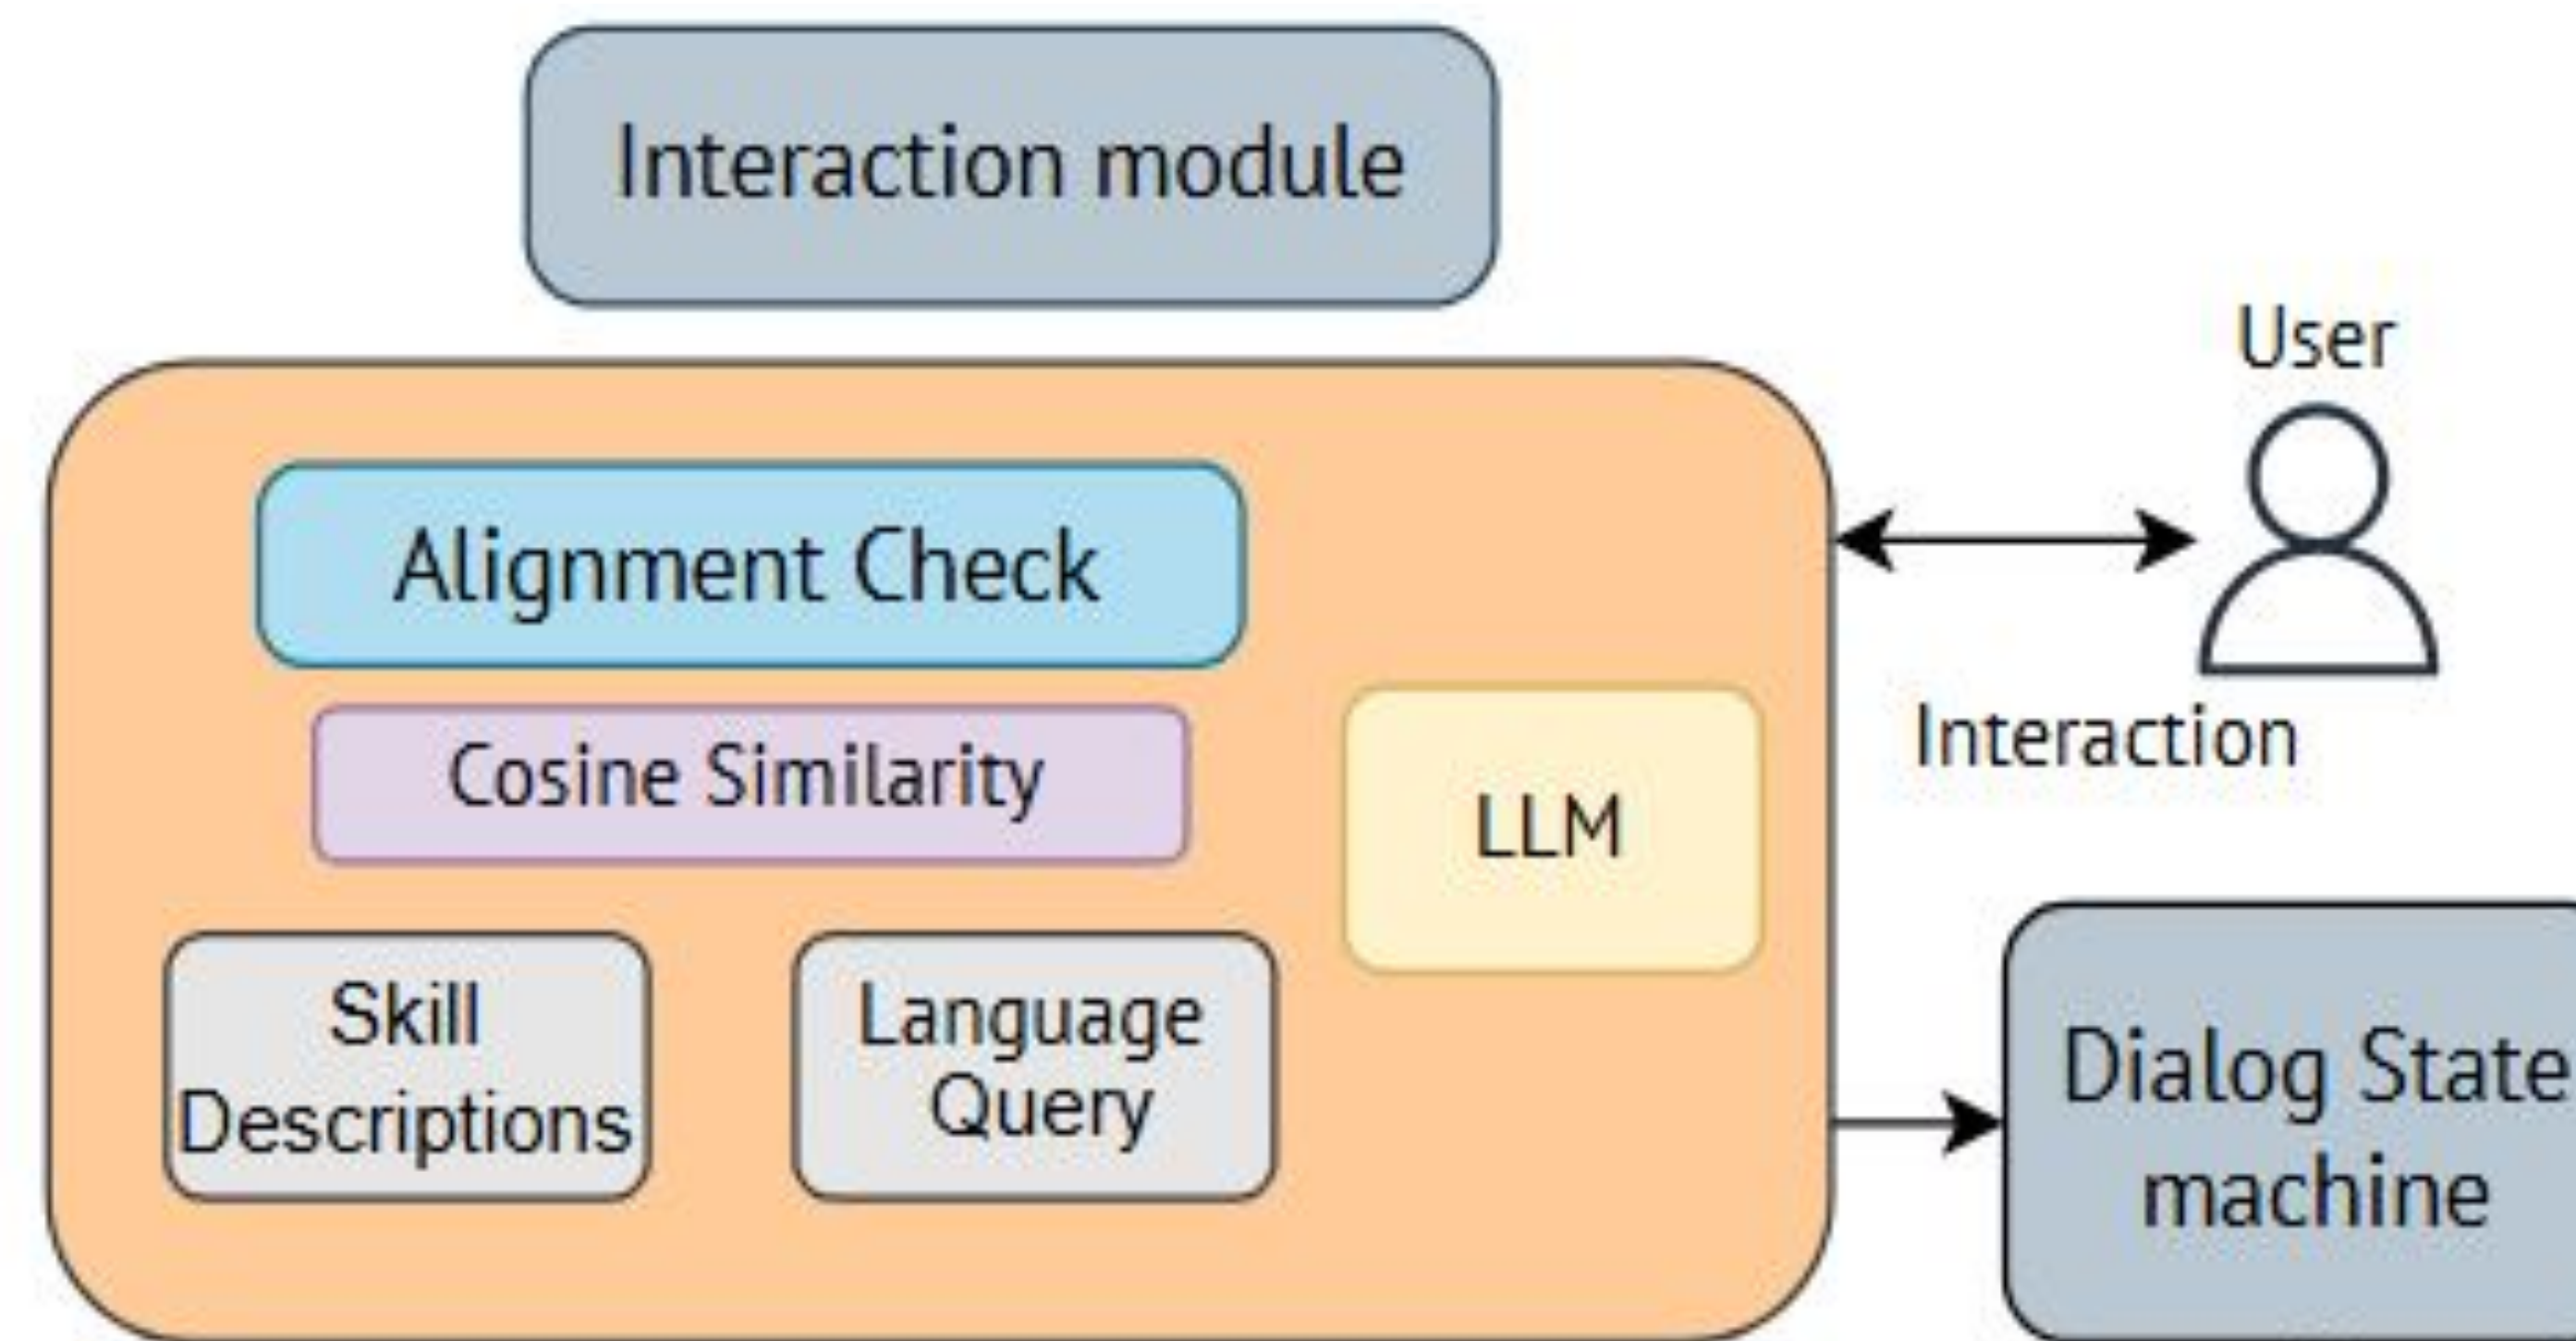 Interaction module
User
Alignment Check
Cosine Similarity
Interaction
LLM
Skill
Descriptions
Language
Query
Dialog State
machine